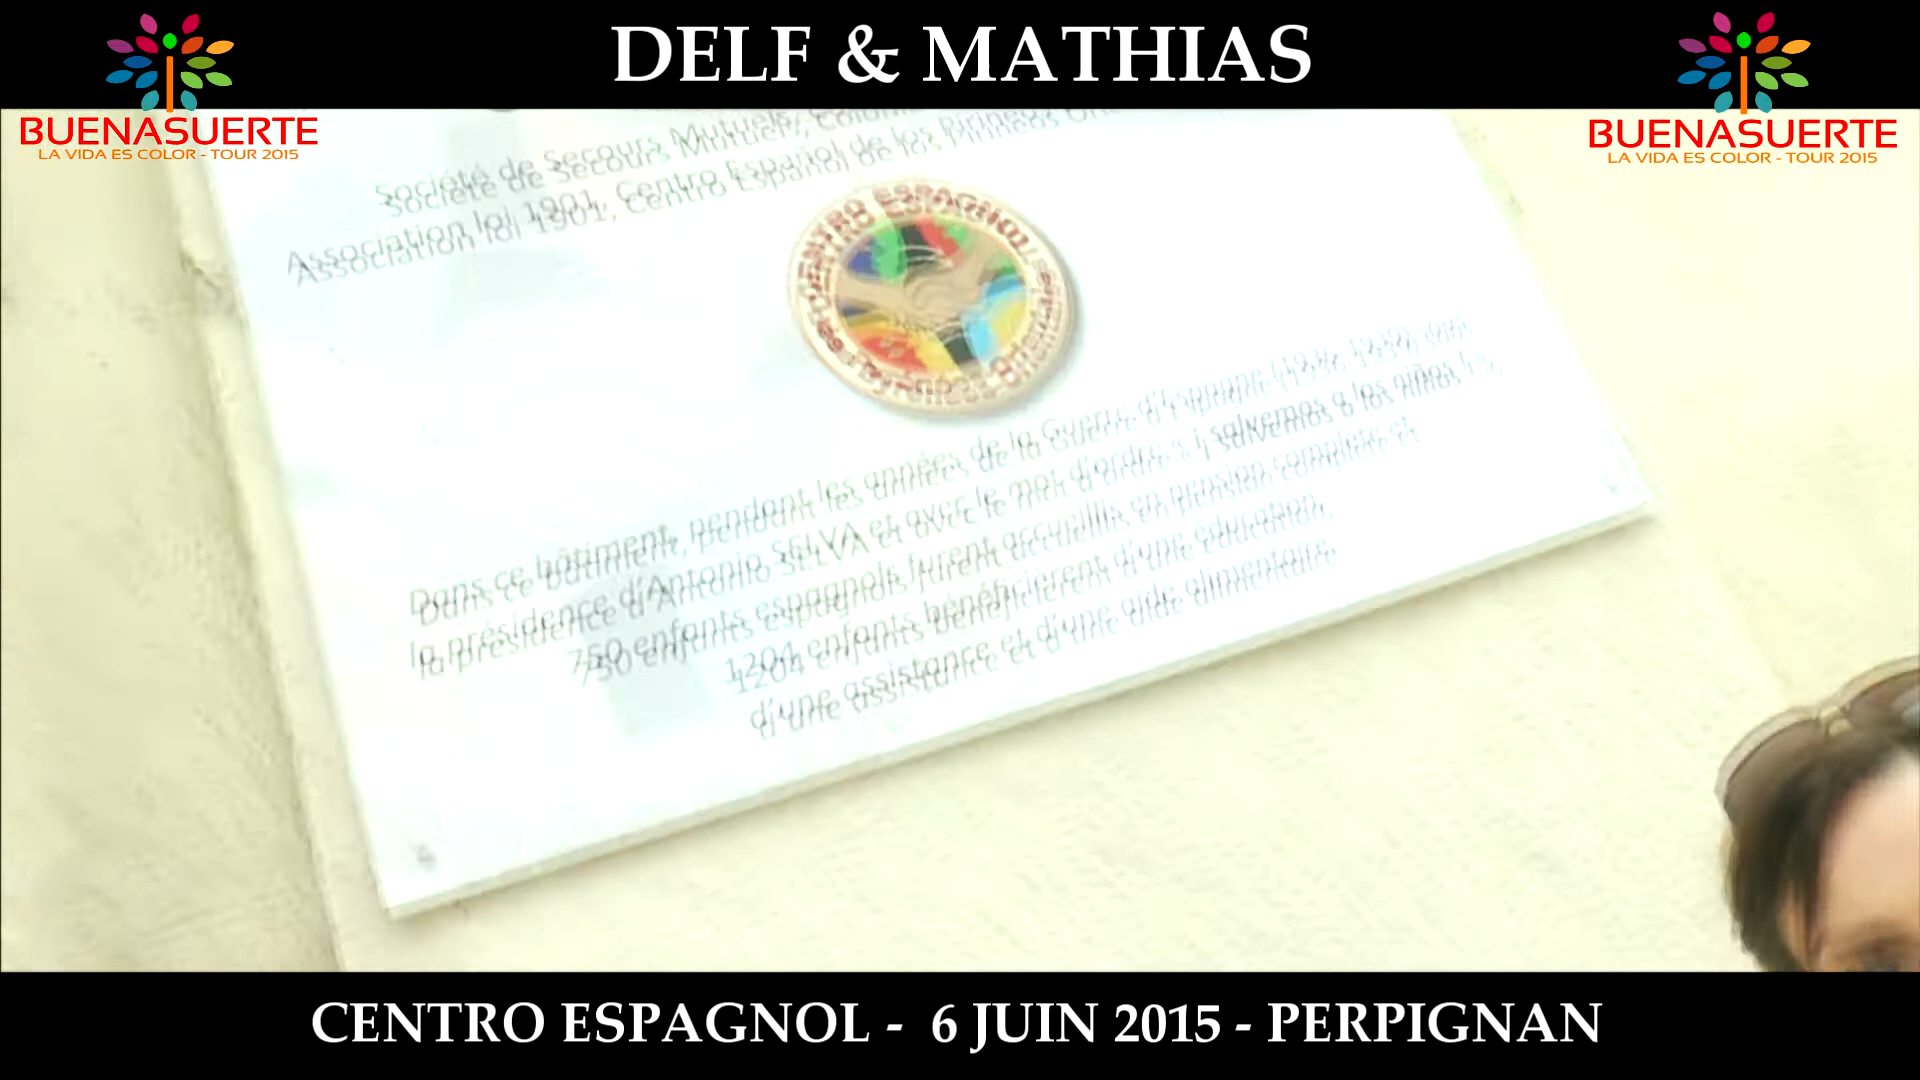 DELF & MATHIAS
BUENASUERTE
LA VIDA ES COLOR - TOUR 2015
BUENASUERTE
LA VIDA ES COLOR - TOUR 2015
Société de Secours Mutuels,
Association loi 1901, Centro Español de los Pirineos
CENTRO ESPAGNOL
Dans ce bâtiment, pendant les années de la Guerre d'Espagne (1936-1939)
la présidence d'Antonio SELVA et avec le mot d'ordre « ¡ salvemos a los niños !
750 enfants espagnols furent accueillis en pension complète et
1204 enfants bénéficièrent d'une éducation,
d'une assistance et d'une aide alimentaire.
CENTRO ESPAGNOL - 6 JUIN 2015 - PERPIGNAN